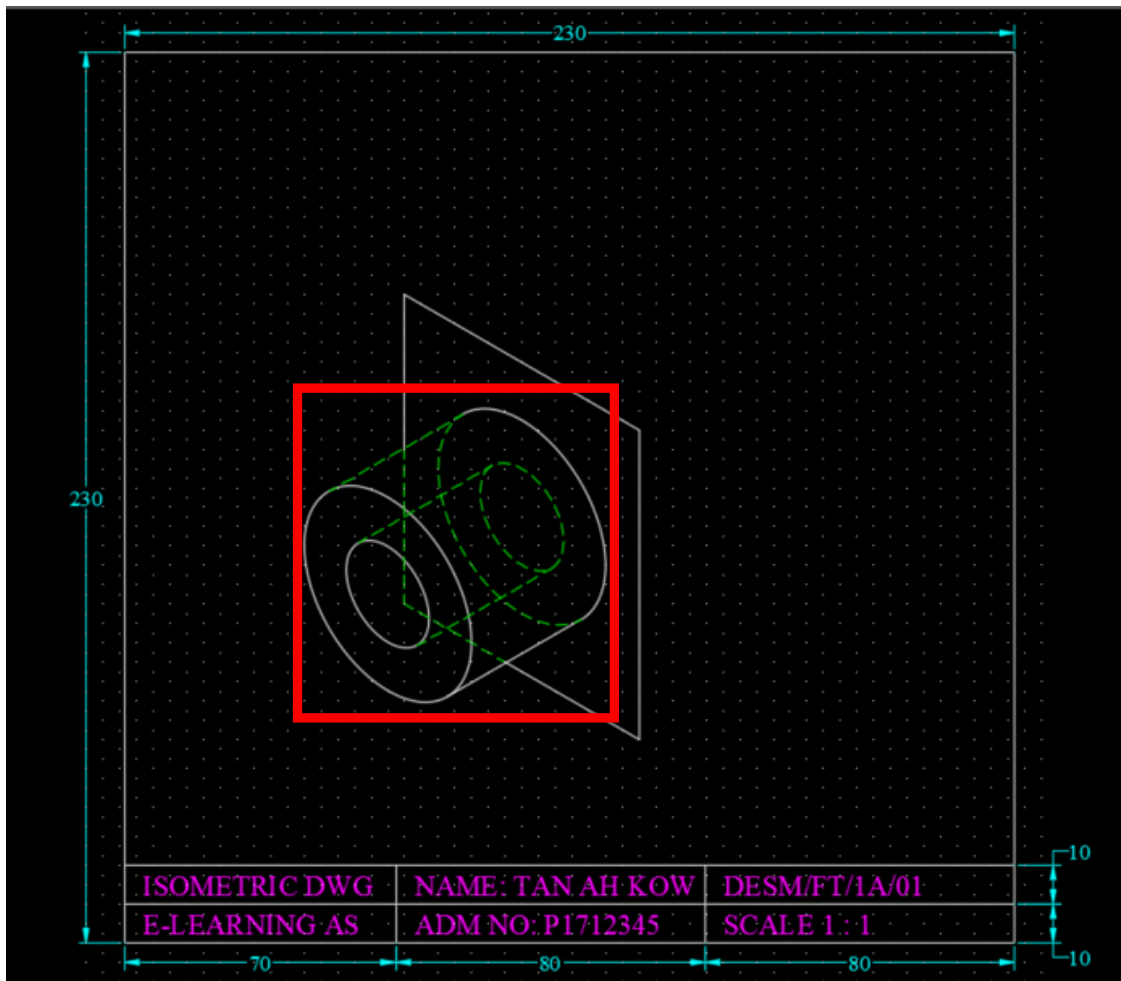 230
230
10
ISOMETRIC DWG NAME: TAN AH KOW DESM/FT/1A/01
E-LEARNING AS ADM NO: P1712345 SCALE 1 : 1
10
70 80 80